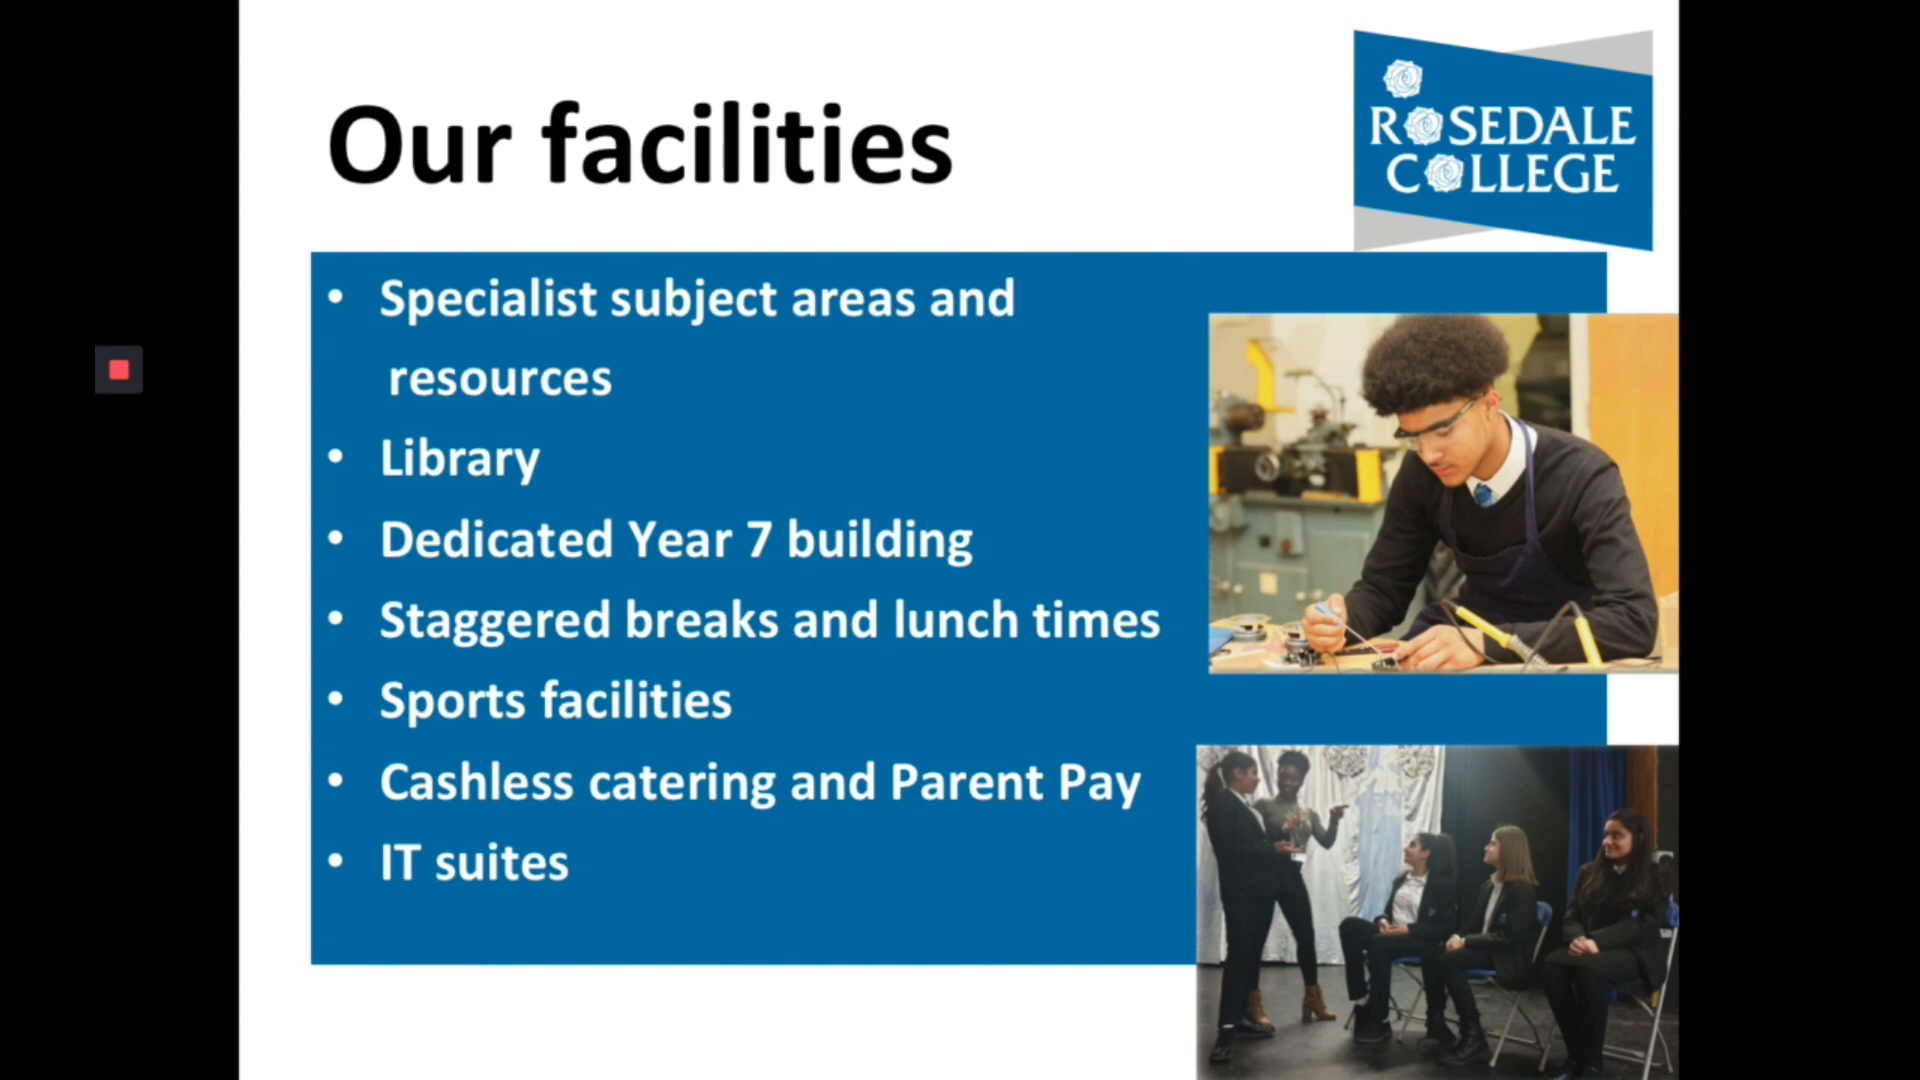 Our facilities
ROSEDALE
COLLEGE
• Specialist subject areas and
resources
• Library
• Dedicated Year 7 building
• Staggered breaks and lunch times
• Sports facilities
• Cashless catering and Parent Pay
• IT suites